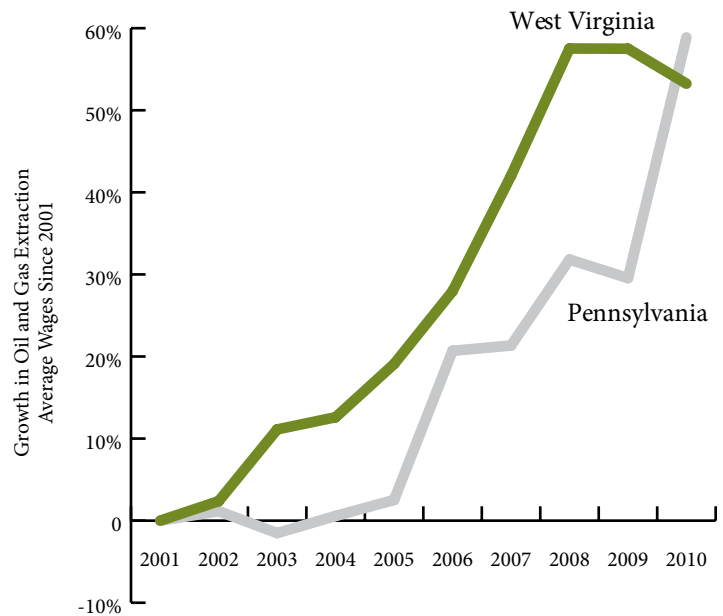 West Virginia
Pennsylvania
Growth in Oil and Gas Extraction
Average Wages Since 2001
60%
50%
40%
30%
20%
10%
0
-10%
2001 2002 2003 2004 2005 2006 2007 2008 2009 2010